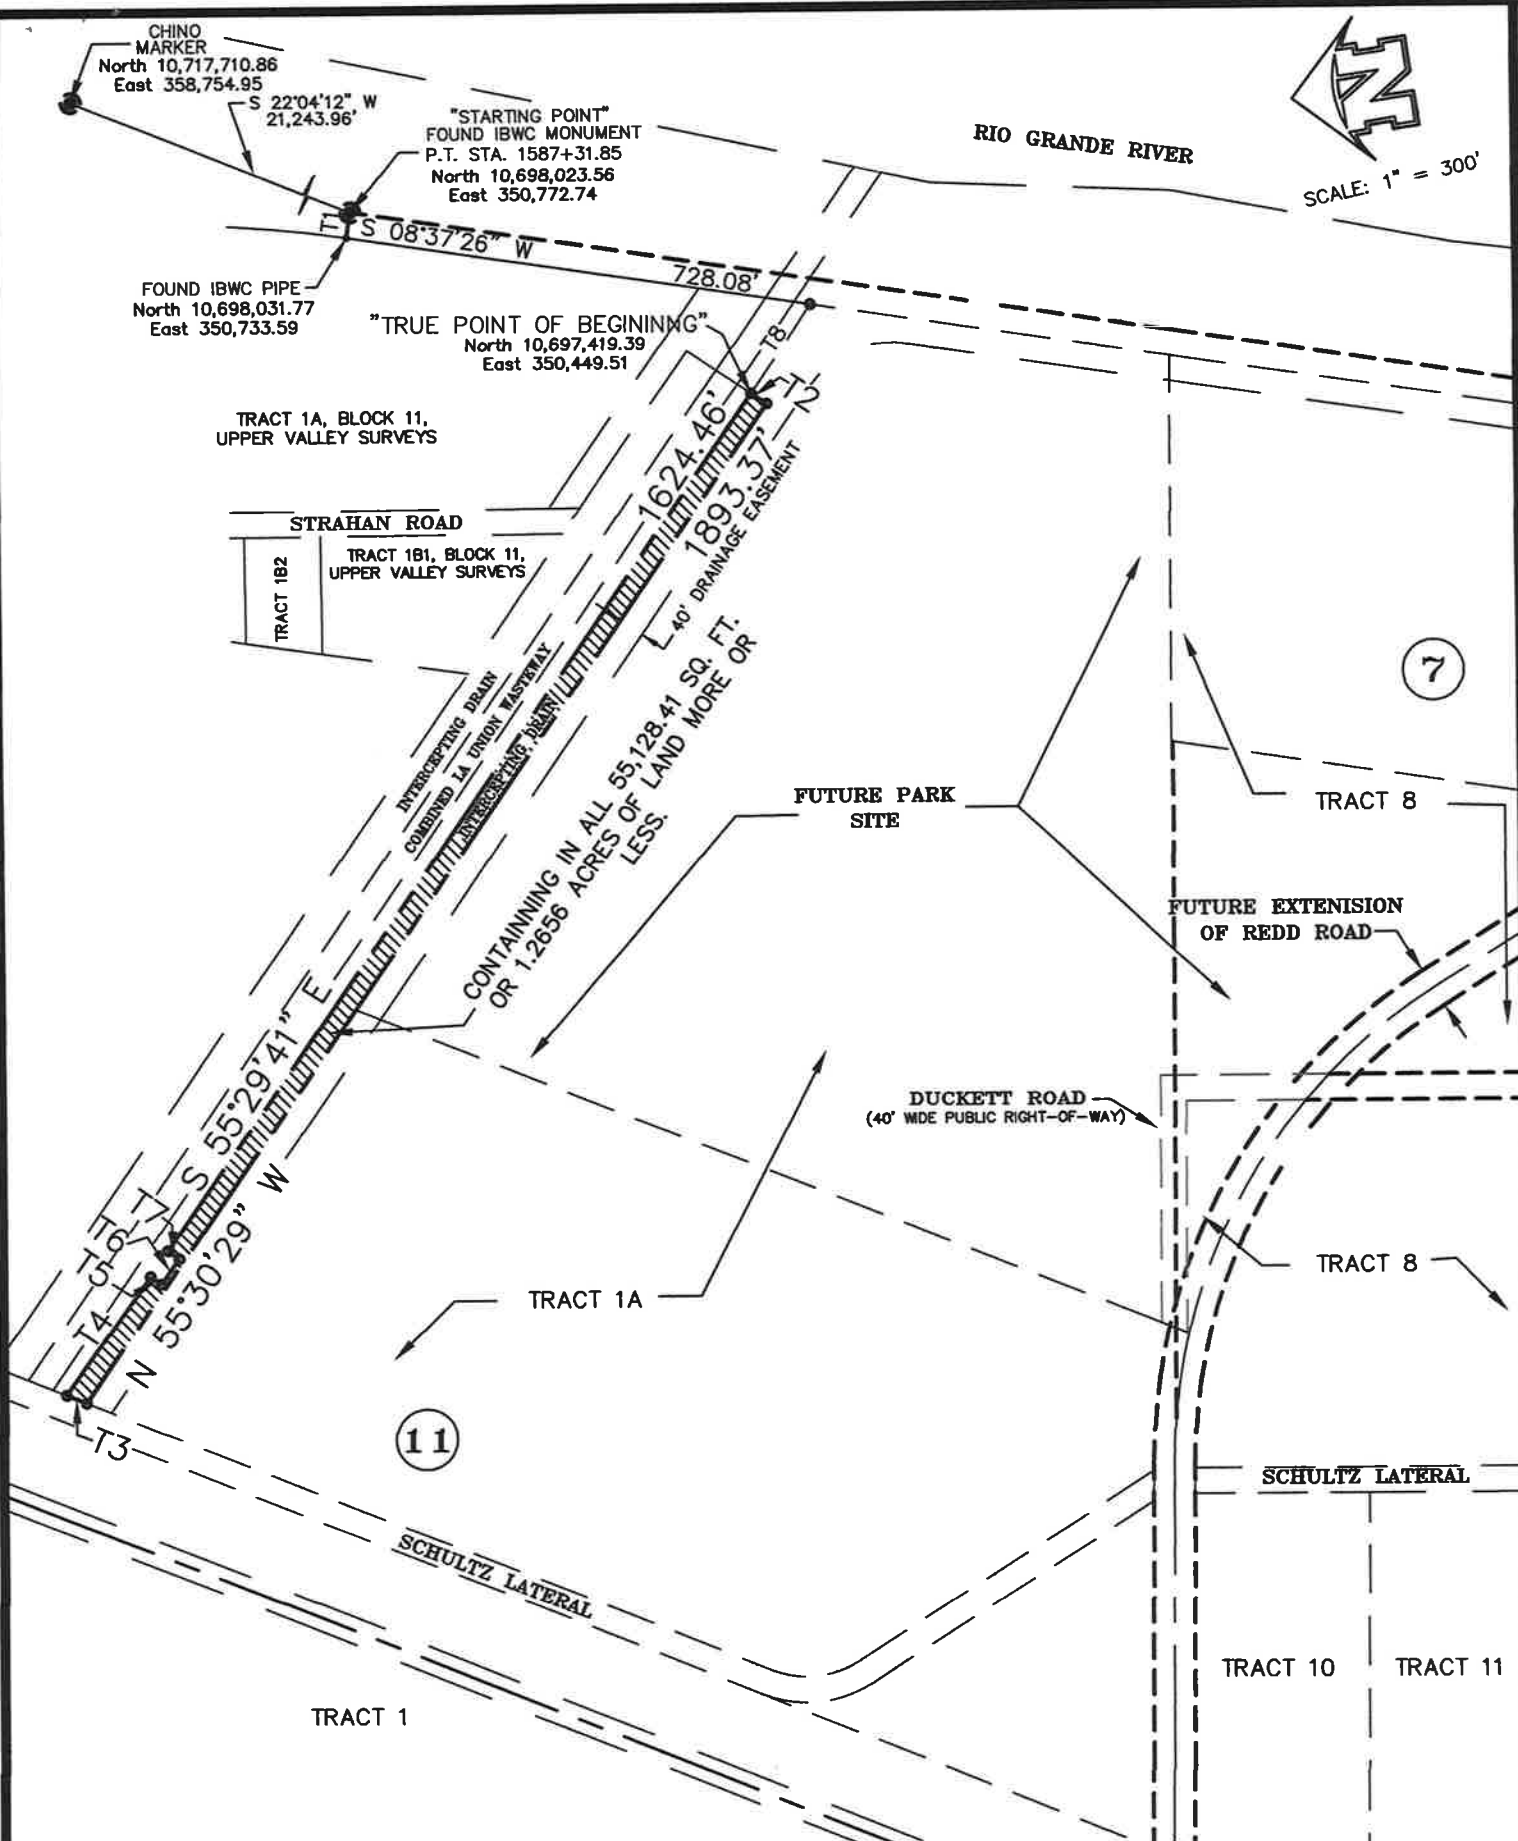 CHINO
MARKER
North 10,717,710.86
East 358,754.95
S 22°04'12" W
21,243.96'
"STARTING POINT"
FOUND IBWC MONUMENT
P.T. STA. 1587+31.85
North 10,698,023.56
East 350,772.74
RIO GRANDE RIVER
N
SCALE: 1" = 300'
T1
S 08°37'26" W
728.08'
FOUND IBWC PIPE
North 10,698,031.77
East 350,733.59
"TRUE POINT OF BEGININNG"
North 10,697,419.39
East 350,449.51
T8
T2
TRACT 1A, BLOCK 11,
UPPER VALLEY SURVEYS
1624.46'
1893.37'
40' DRAINAGE EASEMENT
STRAHAN ROAD
TRACT 1B2
TRACT 1B1, BLOCK 11,
UPPER VALLEY SURVEYS
INTERCEPTING DRAIN
COMBINED LA UNION WASTEWAY
INTERCEPTING DRAIN
CONTAINNING IN ALL 55,128.41 SQ. FT.
OR 1.2656 ACRES OF LAND MORE OR
LESS.
7
FUTURE PARK
SITE
TRACT 8
FUTURE EXTENISION
OF REDD ROAD
DUCKETT ROAD
(40' WIDE PUBLIC RIGHT-OF-WAY)
S 55°29'41" E
N 55°30'29" W
T7
T6
T5
T4
T3
TRACT 1A
TRACT 8
11
SCHULTZ LATERAL
SCHULTZ LATERAL
TRACT 10
TRACT 11
TRACT 1